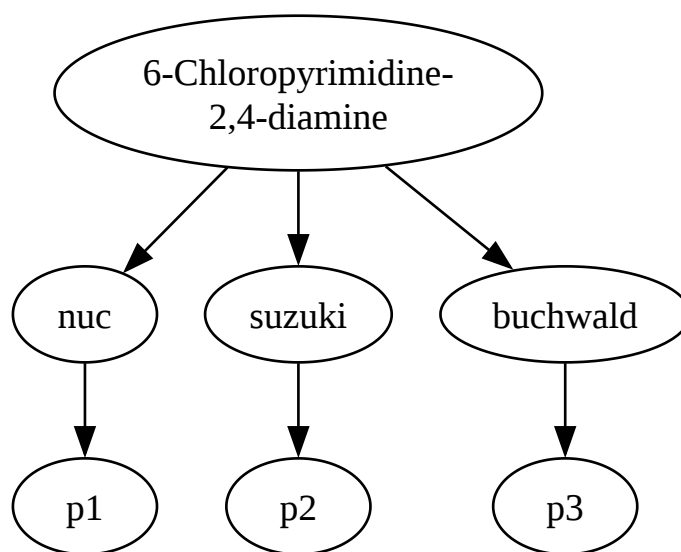 6-Chloropyrimidine-
2,4-diamine
nuc
suzuki
buchwald
p1
p2
p3